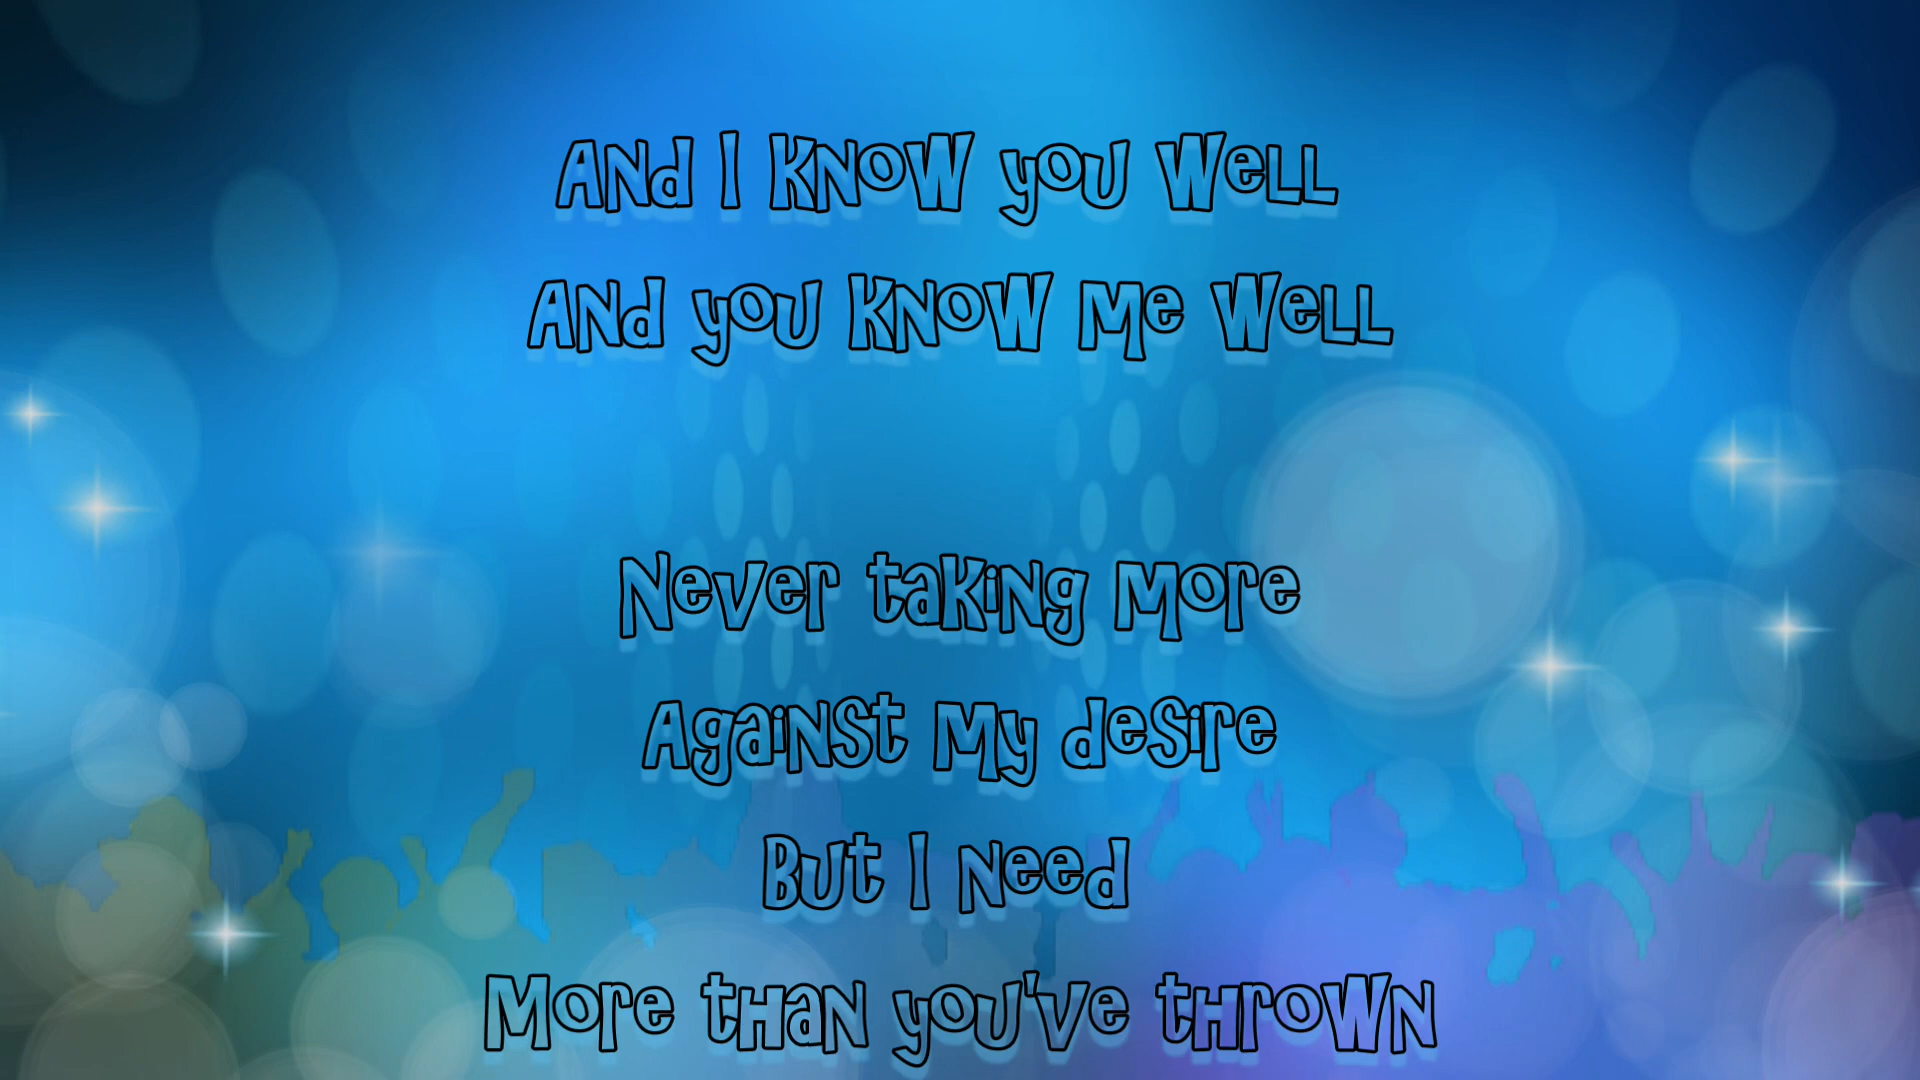 And I know you well
And you know me well
Never taking more
Against my desire
But I need
More than you've thrown